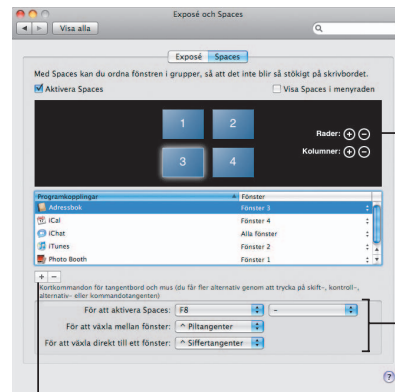 Exposé och Spaces
Visa alla
Exposé Spaces
Med Spaces kan du ordna fönstren i grupper, så att det inte blir så stökigt på skrivbordet.
Aktivera Spaces Visa Spaces i menyraden
1 2
3 4
Rader:
Kolumner:
Programkopplingar Fönster
Adressbok Fönster 3
iCal Fönster 4
iChat Alla fönster
iTunes Fönster 2
Photo Booth Fönster 1
+ −
Kortkommandon för tangentbord och mus (du får fler alternativ genom att trycka på skift-, kontroll-,
alternativ- eller kommandotangenten)
För att aktivera Spaces: F8 –
För att växla mellan fönster: ^ Piltangenter
För att växla direkt till ett fönster: ^ Siffertangenter
?